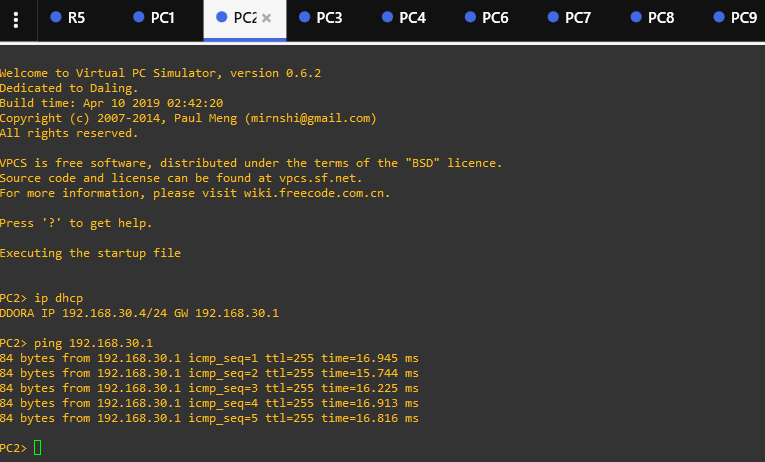 R5 PC1 PC2 × PC3 PC4 PC6 PC7 PC8 PC9
Welcome to Virtual PC Simulator, version 0.6.2
Dedicated to Daling.
Build time: Apr 10 2019 02:42:20
Copyright (c) 2007-2014, Paul Meng (mirnshi@gmail.com)
All rights reserved.
VPCS is free software, distributed under the terms of the "BSD" licence.
Source code and license can be found at vpcs.sf.net.
For more information, please visit wiki.freecode.com.cn.
Press '?' to get help.
Executing the startup file
PC2> ip dhcp
DDORA IP 192.168.30.4/24 GW 192.168.30.1
PC2> ping 192.168.30.1
84 bytes from 192.168.30.1 icmp_seq=1 ttl=255 time=16.945 ms
84 bytes from 192.168.30.1 icmp_seq=2 ttl=255 time=15.744 ms
84 bytes from 192.168.30.1 icmp_seq=3 ttl=255 time=16.225 ms
84 bytes from 192.168.30.1 icmp_seq=4 ttl=255 time=16.913 ms
84 bytes from 192.168.30.1 icmp_seq=5 ttl=255 time=16.816 ms
PC2>